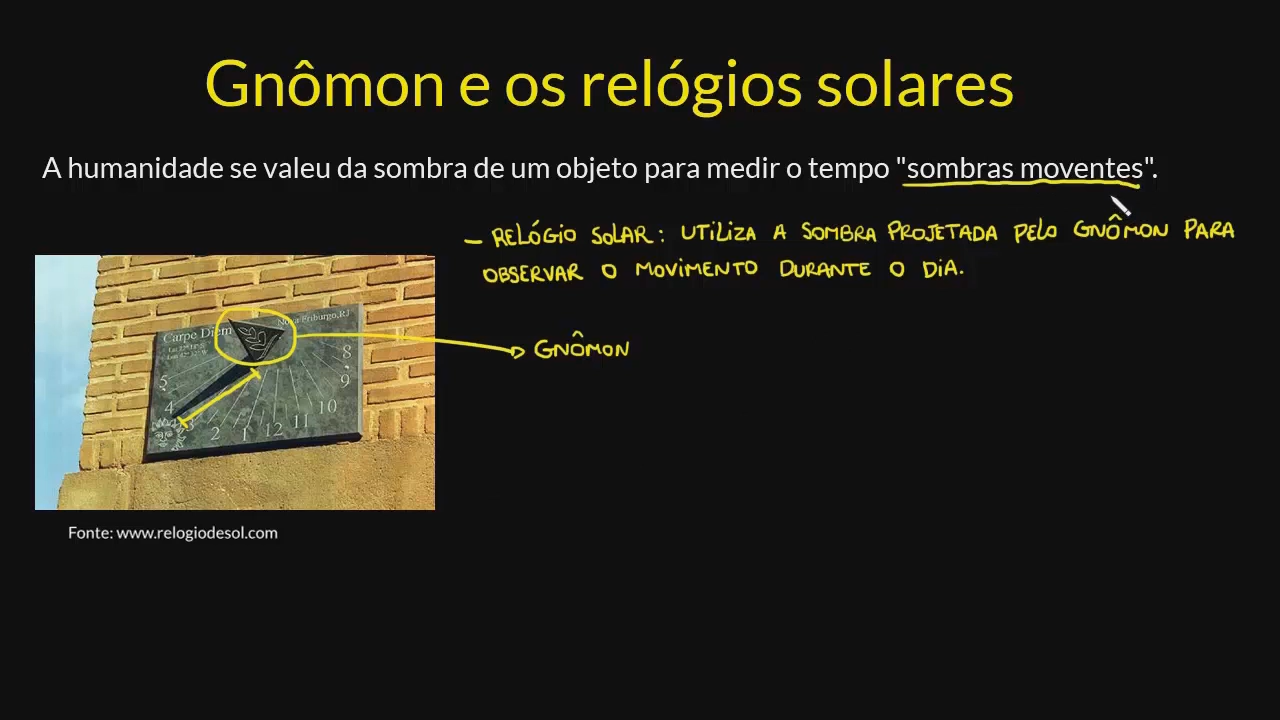 Gnômon e os relógios solares
A humanidade se valeu da sombra de um objeto para medir o tempo "sombras moventes".
– RELÓGIO SOLAR: UTILIZA A SOMBRA PROJETADA PELO GNÔMON PARA
OBSERVAR O MOVIMENTO DURANTE O DIA.
Carpe Diem
Nova Friburgo, RJ
GNÔMON
8
5
9
4
10
3
2
1
12
11
Fonte: www.relogiodesol.com